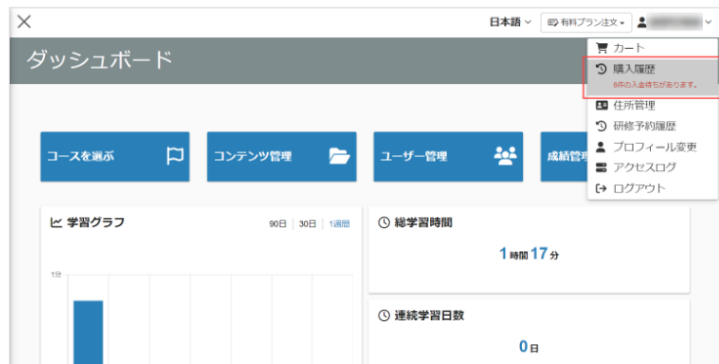 日本語
有料プラン注文
ダッシュボード
カート
購入履歴
6件の入金待ちがあります。
住所管理
研修予約履歴
プロフィール変更
アクセスログ
ログアウト
コースを選ぶ
コンテンツ管理
ユーザー管理
成績管
学習グラフ
90日 30日 1週間
1分
総学習時間
1 時間 17 分
連続学習日数
0 日